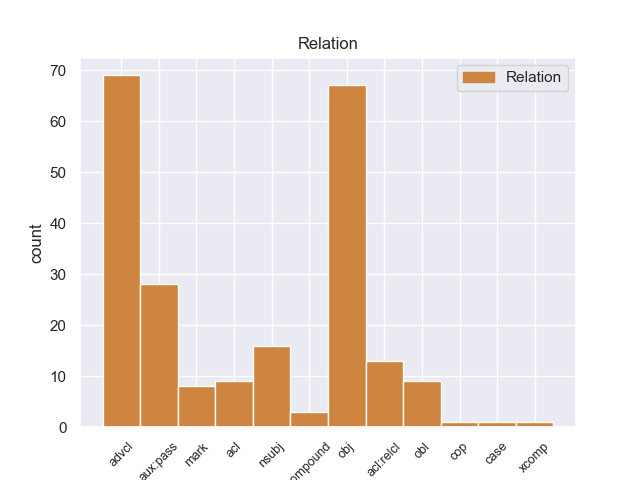 Relation
Relation
70
60
50
40
30
20
10
0
count
advcl
aux:pass
mark
acl
nsubj
ompound
obj
acl:relcl
obl
cop
case
xcomp